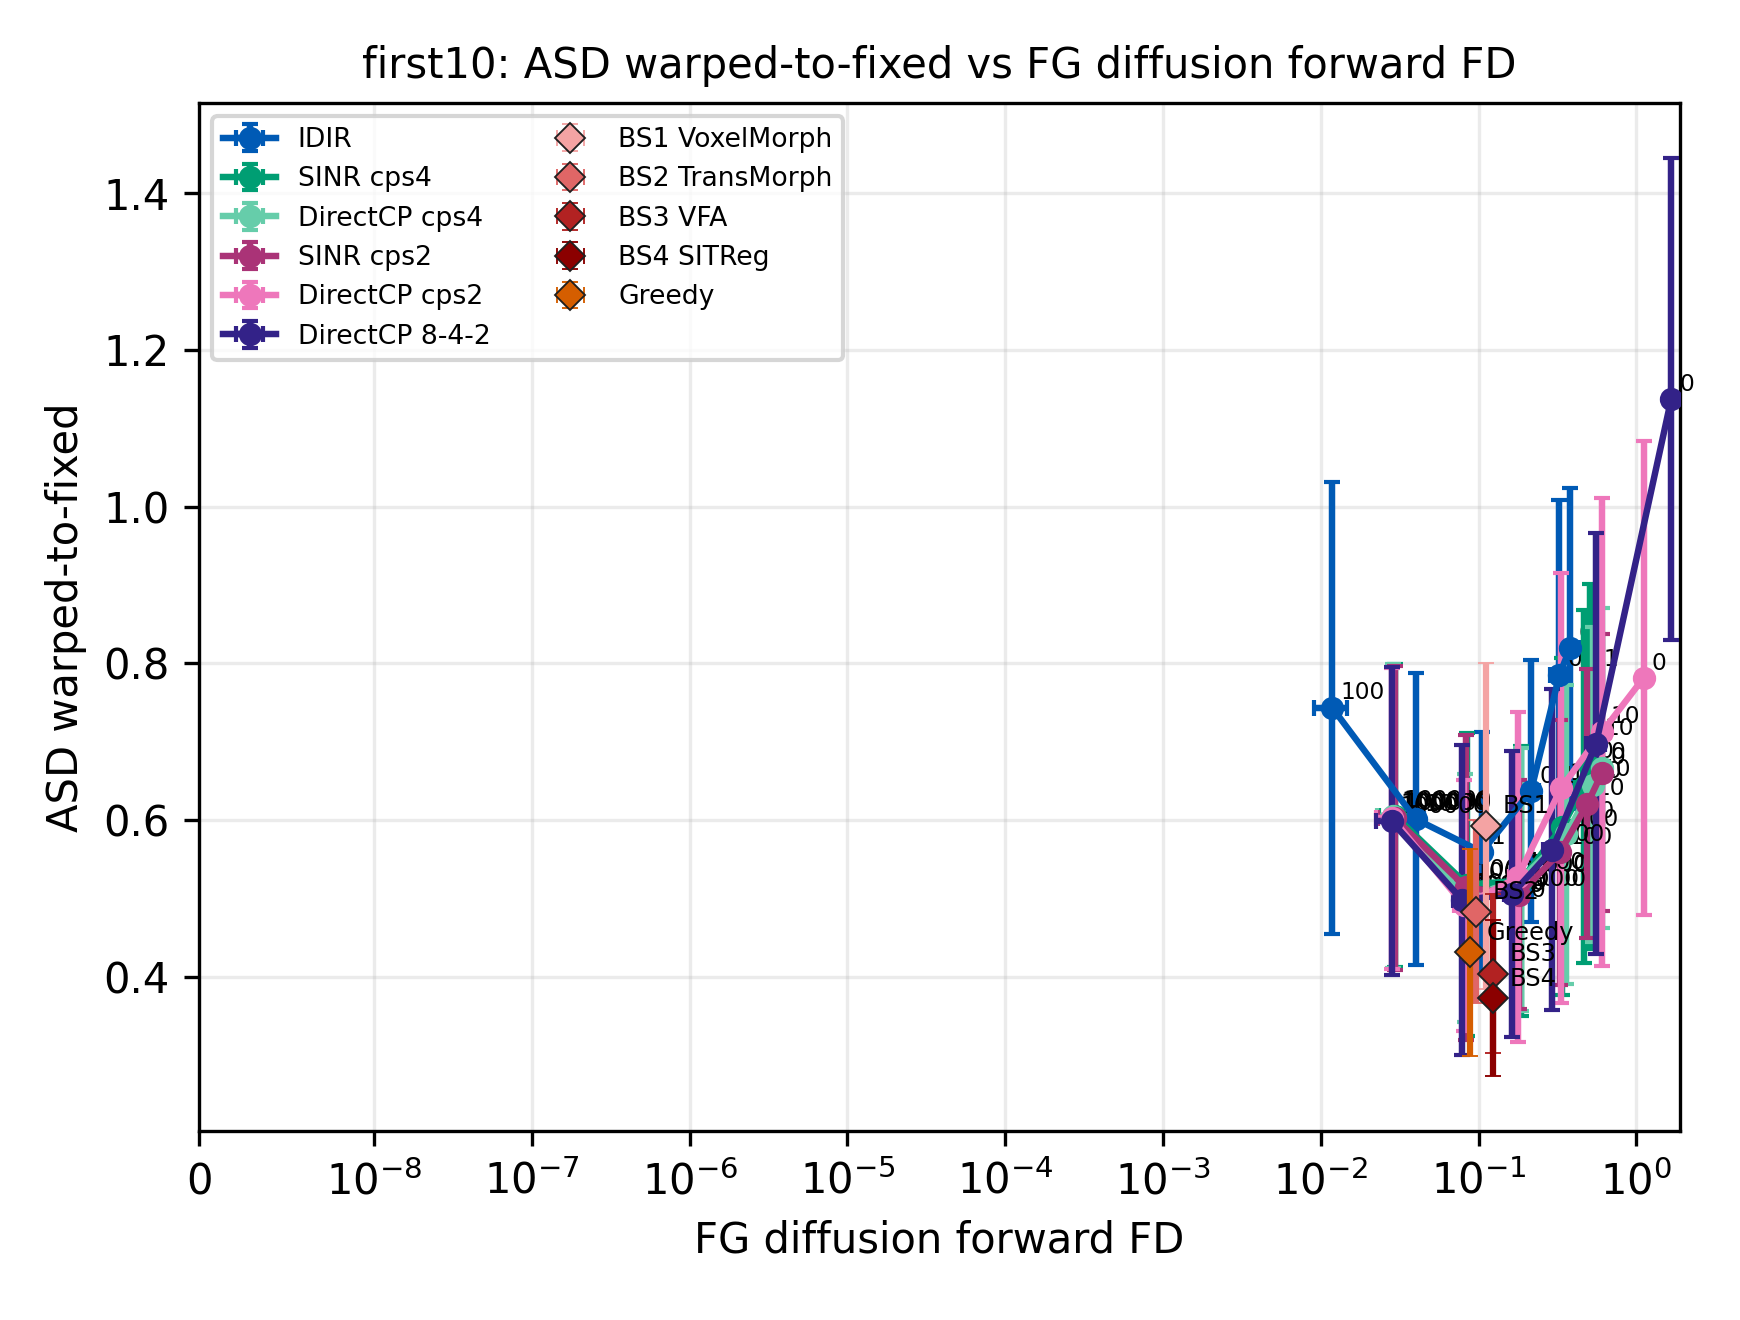 first10: ASD warped-to-fixed vs FG diffusion forward FD
ASD warped-to-fixed
1.4
1.2
1.0
0.8
0.6
0.4
IDIR
SINR cps4
DirectCP cps4
SINR cps2
DirectCP cps2
DirectCP 8-4-2
BS1 VoxelMorph
BS2 TransMorph
BS3 VFA
BS4 SITReg
Greedy
0
0
100
10
BS1
BS2
Greedy
BS3
BS4
0
10⁻⁸
10⁻⁷
10⁻⁶
10⁻⁵
10⁻⁴
10⁻³
10⁻²
10⁻¹
10⁰
FG diffusion forward FD